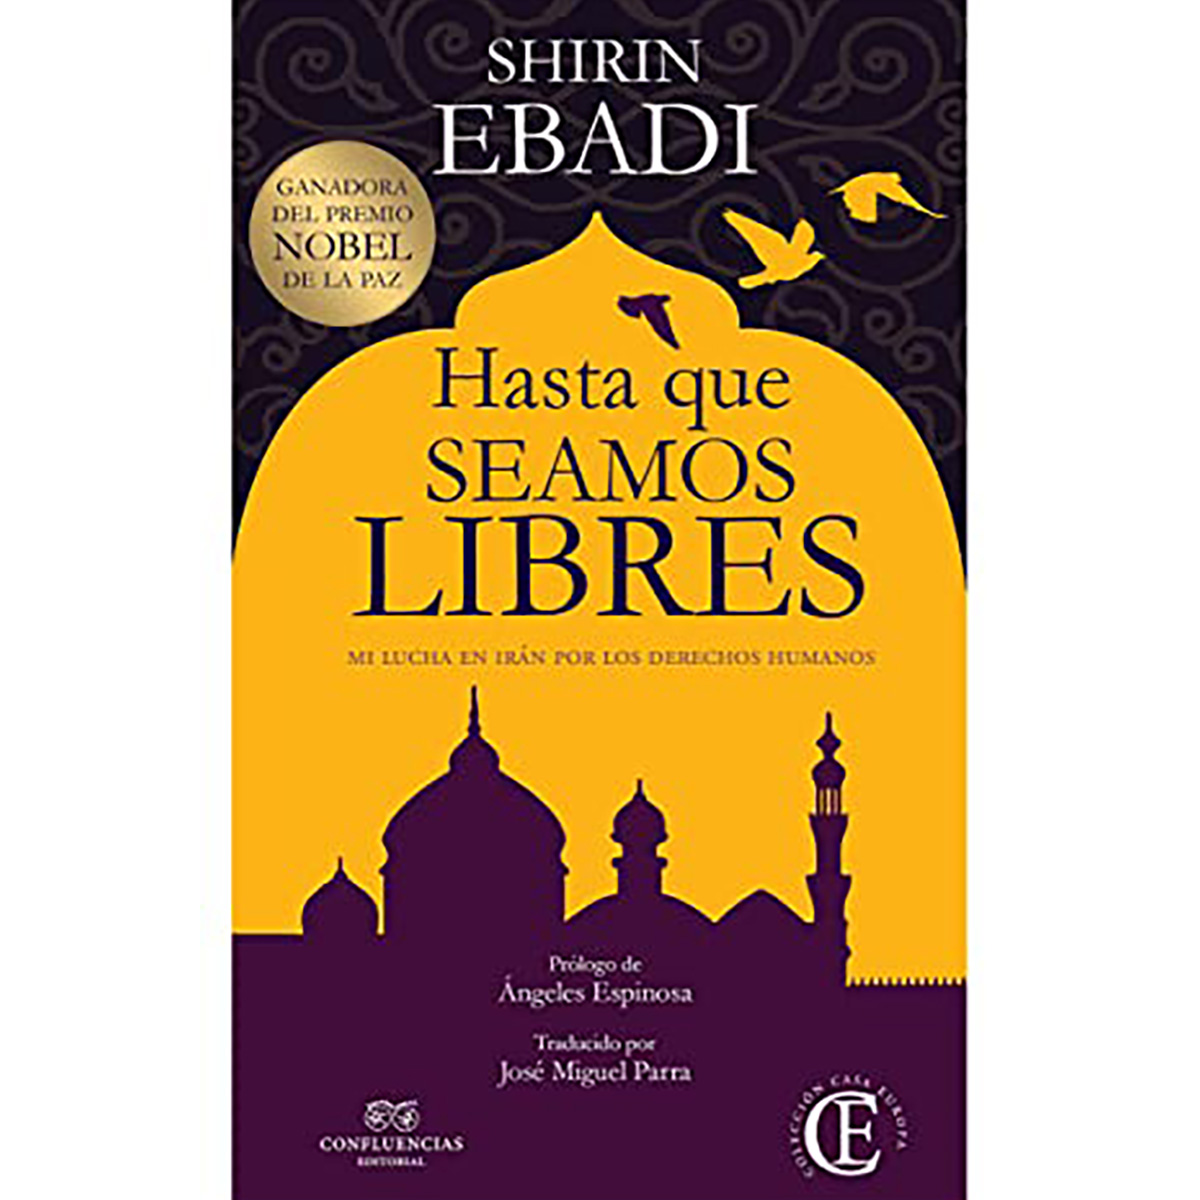 SHIRIN
EBADI
GANADORA
DEL PREMIO
NOBEL
DE LA PAZ
Hasta que
SEAMOS
LIBRES
MI LUCHA EN IRÁN POR LOS DERECHOS HUMANOS
Prólogo de
Ángeles Espinosa
Traducido por
José Miguel Parra
CONFLUENCIAS
EDITORIAL
COLECCIÓN CASA EUROPA
CE